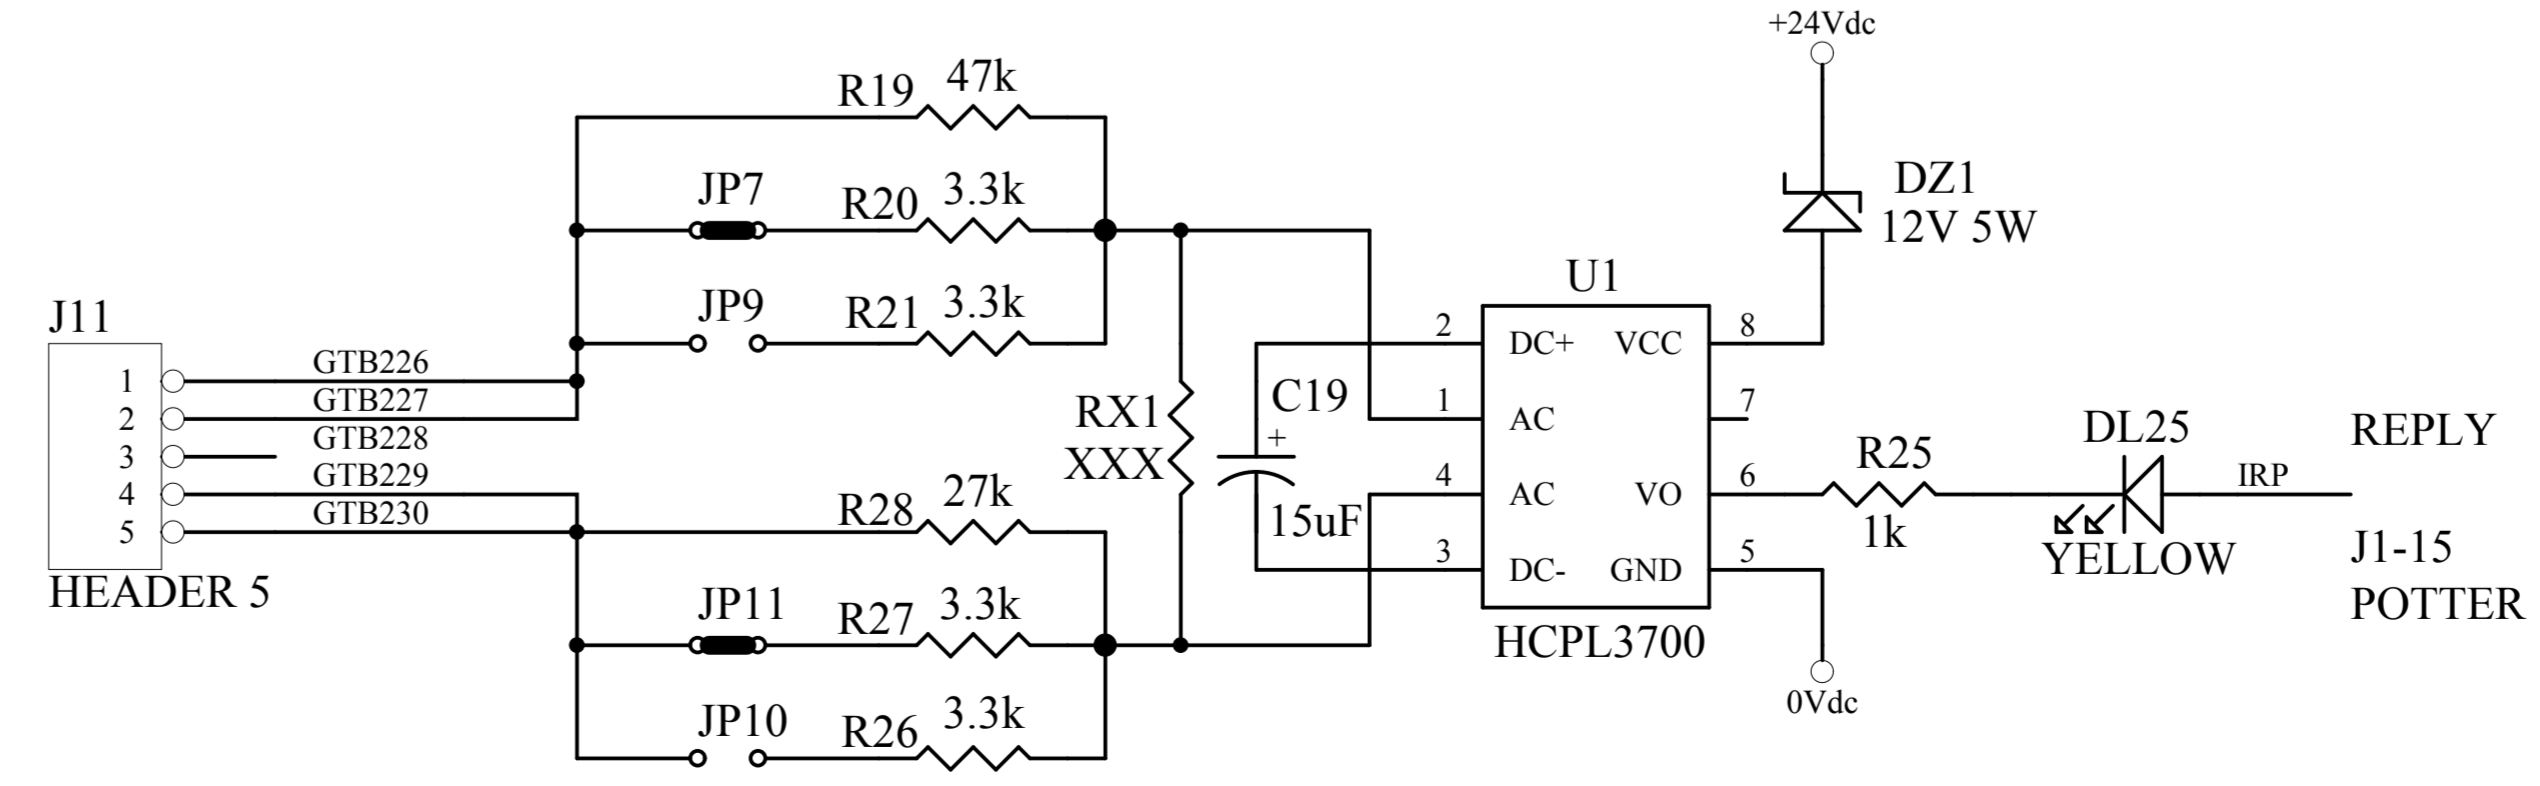 +24Vdc
R19 47k
JP7 R20 3.3k
DZ1
12V 5W
JP9 R21 3.3k
U1
J11
1 GTB226
2 GTB227
3 GTB228
4 GTB229
5 GTB230
HEADER 5
RX1
XXX
C19
+
15uF
2 DC+ VCC 8
1 AC 7
4 AC VO 6
3 DC- GND 5
HCPL3700
R25
1k
DL25
YELLOW
IRP
REPLY
J1-15
POTTER
R28 27k
JP11 R27 3.3k
JP10 R26 3.3k
0Vdc